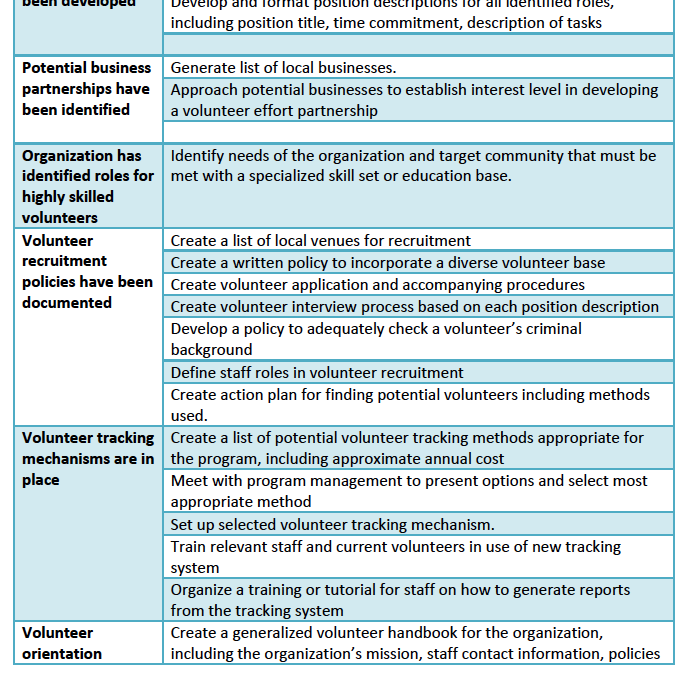 been developed
Develop and format position descriptions for all identified roles,
including position title, time commitment, description of tasks
Potential business
partnerships have
been identified
Generate list of local businesses.
Approach potential businesses to establish interest level in developing
a volunteer effort partnership
Organization has
identified roles for
highly skilled
volunteers
Identify needs of the organization and target community that must be
met with a specialized skill set or education base.
Volunteer
recruitment
policies have been
documented
Create a list of local venues for recruitment
Create a written policy to incorporate a diverse volunteer base
Create volunteer application and accompanying procedures
Create volunteer interview process based on each position description
Develop a policy to adequately check a volunteer’s criminal
background
Define staff roles in volunteer recruitment
Create action plan for finding potential volunteers including methods
used.
Volunteer tracking
mechanisms are in
place
Create a list of potential volunteer tracking methods appropriate for
the program, including approximate annual cost
Meet with program management to present options and select most
appropriate method
Set up selected volunteer tracking mechanism.
Train relevant staff and current volunteers in use of new tracking
system
Organize a training or tutorial for staff on how to generate reports
from the tracking system
Volunteer
orientation
Create a generalized volunteer handbook for the organization,
including the organization’s mission, staff contact information, policies